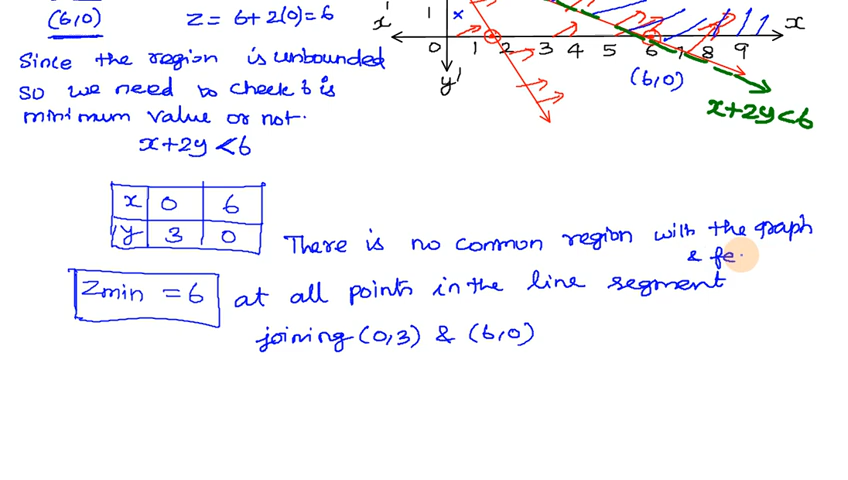 (6,0) Z = 6+2(0)=6
Since the region is unbounded
so we need to check 6 is
minimum value or not.
x+2y <6
x 0 6
y 3 0
There is no common region with the graph
& fe
Zmin = 6 at all points in the line segment
joining (0,3) & (6,0)
1
x' 0 1 2 3 4 5 6 7 8 9 x
y'
(6,0)
x+2y<6